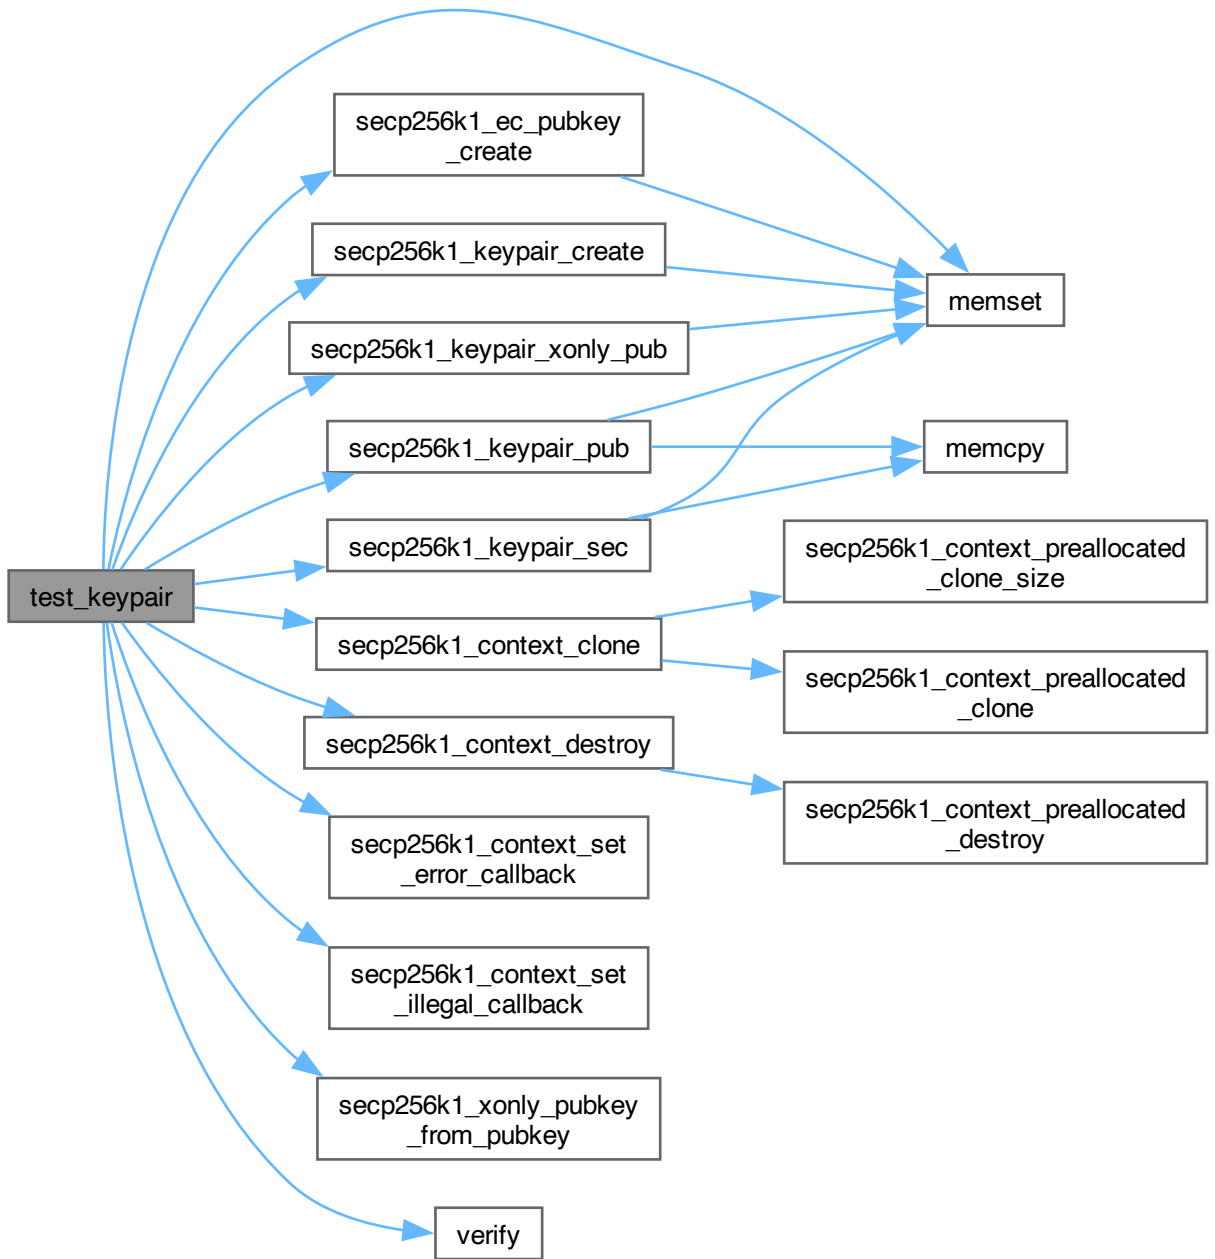 secp256k1_ec_pubkey
_create
secp256k1_keypair_create
memset
secp256k1_keypair_xonly_pub
secp256k1_keypair_pub
memcpy
secp256k1_keypair_sec
secp256k1_context_preallocated
_clone_size
test_keypair
secp256k1_context_clone
secp256k1_context_preallocated
_clone
secp256k1_context_destroy
secp256k1_context_preallocated
_destroy
secp256k1_context_set
_error_callback
secp256k1_context_set
_illegal_callback
secp256k1_xonly_pubkey
_from_pubkey
verify